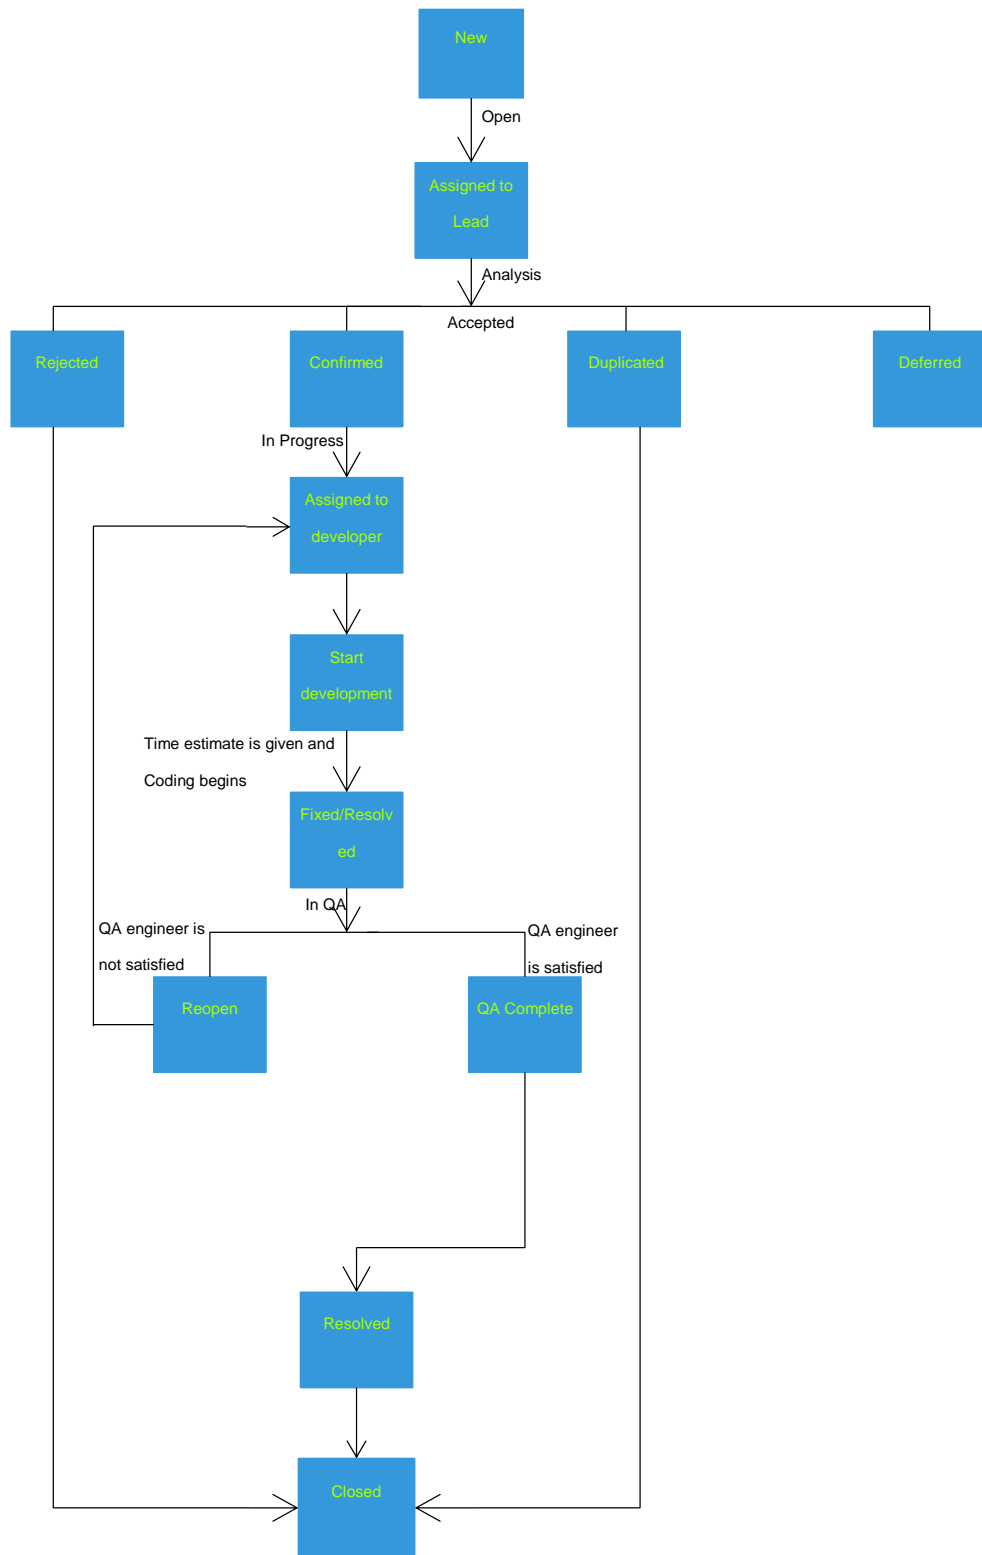 New
Open
Assigned to
Lead
Analysis
Accepted
Rejected
Confirmed
Duplicated
Deferred
In Progress
Assigned to
developer
Start
development
Time estimate is given and
Coding begins
Fixed/Resolv
ed
In QA
QA engineer is
not satisfied
QA engineer
is satisfied
Reopen
QA Complete
Resolved
Closed